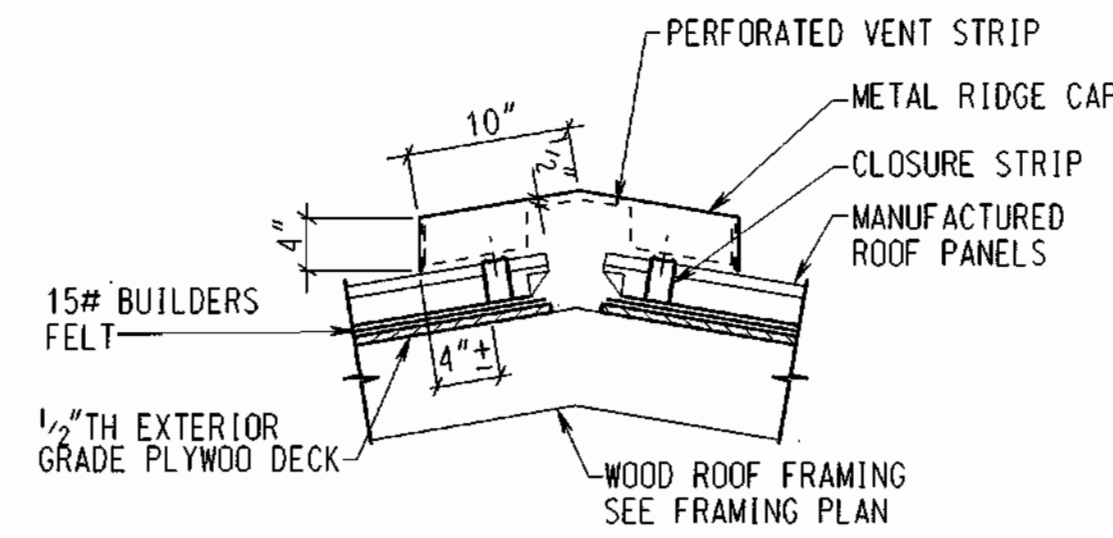 PERFORATED VENT STRIP
METAL RIDGE CAP
10"
1/2"
CLOSURE STRIP
4"
MANUFACTURED
ROOF PANELS
15# BUILDERS
FELT
4"±
1/2"TH EXTERIOR
GRADE PLYWOO DECK
WOOD ROOF FRAMING
SEE FRAMING PLAN